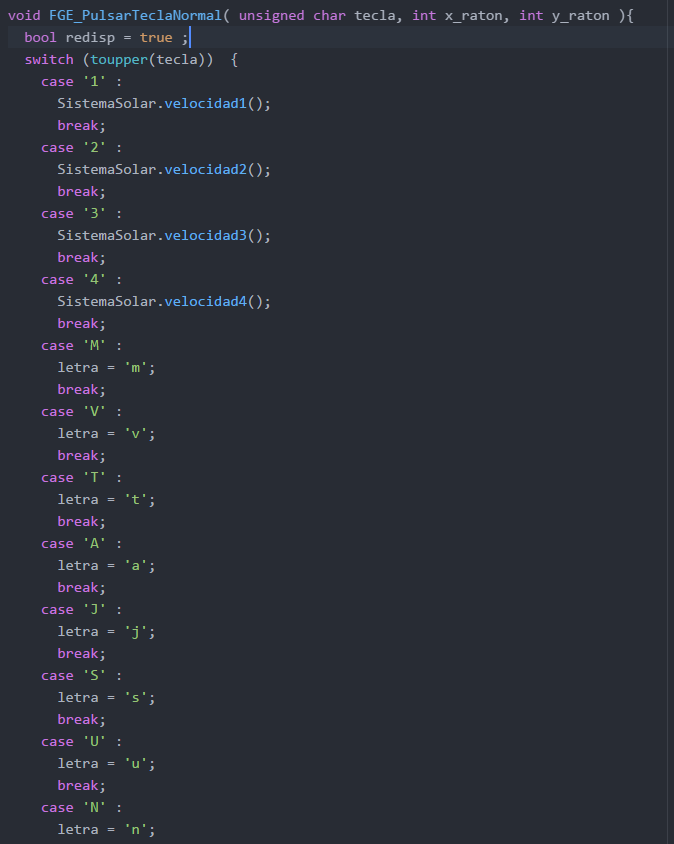 void FGE_PulsarTeclaNormal( unsigned char tecla, int x_raton, int y_raton ){
  bool redisp = true ;
  switch (toupper(tecla))  {
    case '1' :
      SistemaSolar.velocidad1();
      break;
    case '2' :
      SistemaSolar.velocidad2();
      break;
    case '3' :
      SistemaSolar.velocidad3();
      break;
    case '4' :
      SistemaSolar.velocidad4();
      break;
    case 'M' :
      letra = 'm';
      break;
    case 'V' :
      letra = 'v';
      break;
    case 'T' :
      letra = 't';
      break;
    case 'A' :
      letra = 'a';
      break;
    case 'J' :
      letra = 'j';
      break;
    case 'S' :
      letra = 's';
      break;
    case 'U' :
      letra = 'u';
      break;
    case 'N' :
      letra = 'n';